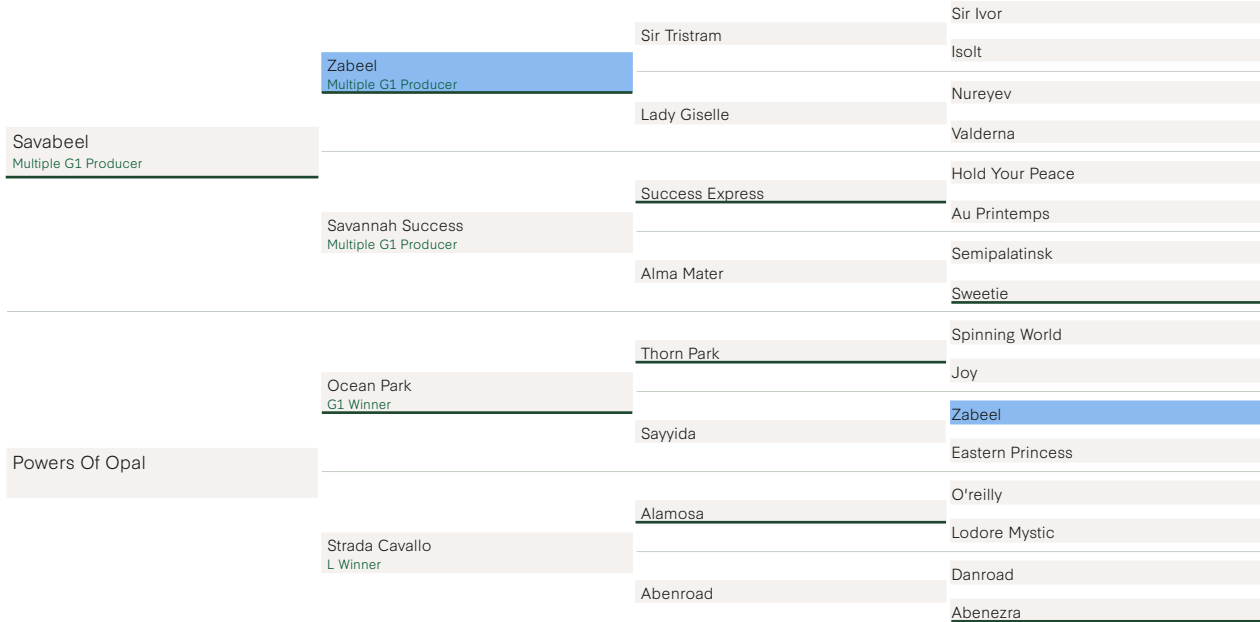 Savabeel
Multiple G1 Producer
Powers Of Opal
Zabeel
Multiple G1 Producer
Savannah Success
Multiple G1 Producer
Ocean Park
G1 Winner
Strada Cavallo
L Winner
Sir Tristram
Lady Giselle
Success Express
Alma Mater
Thorn Park
Sayyida
Alamosa
Abenroad
Sir Ivor
Isolt
Nureyev
Valderna
Hold Your Peace
Au Printemps
Semipalatinsk
Sweetie
Spinning World
Joy
Zabeel
Eastern Princess
O'reilly
Lodore Mystic
Danroad
Abenezra